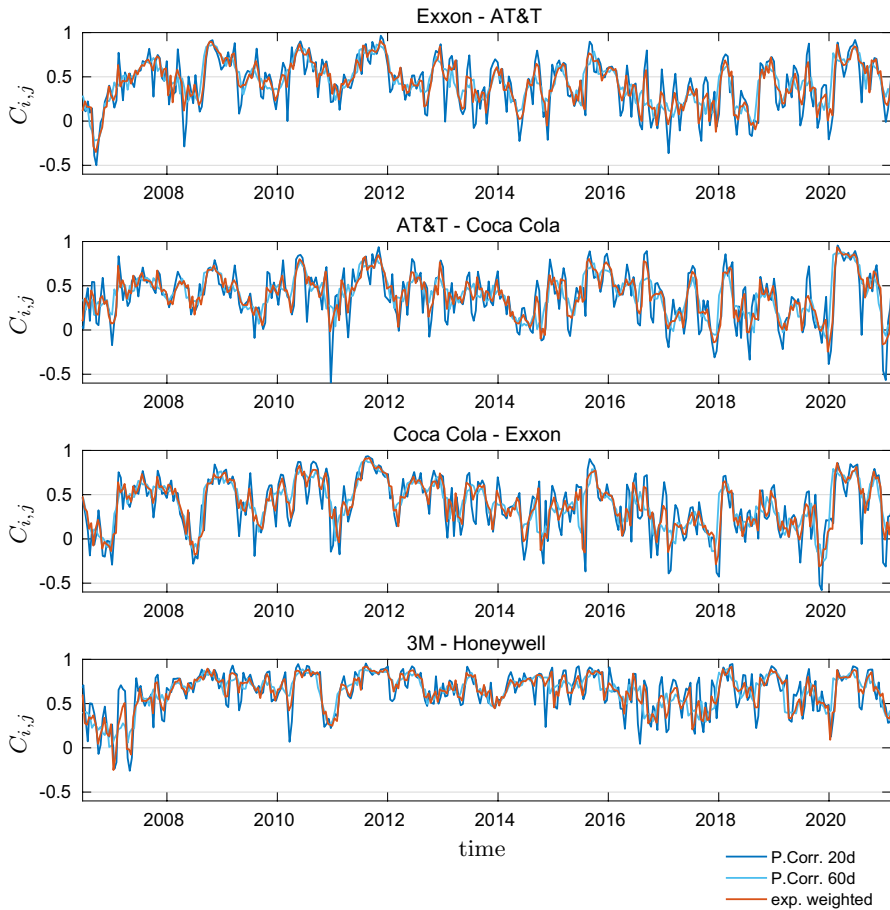 Exxon - AT&T
1
0.5
0
-0.5
C_{i,j}
2008 2010 2012 2014 2016 2018 2020
AT&T - Coca Cola
1
0.5
0
-0.5
C_{i,j}
2008 2010 2012 2014 2016 2018 2020
Coca Cola - Exxon
1
0.5
0
-0.5
C_{i,j}
2008 2010 2012 2014 2016 2018 2020
3M - Honeywell
1
0.5
0
-0.5
C_{i,j}
2008 2010 2012 2014 2016 2018 2020
time
P.Corr. 20d
P.Corr. 60d
exp. weighted